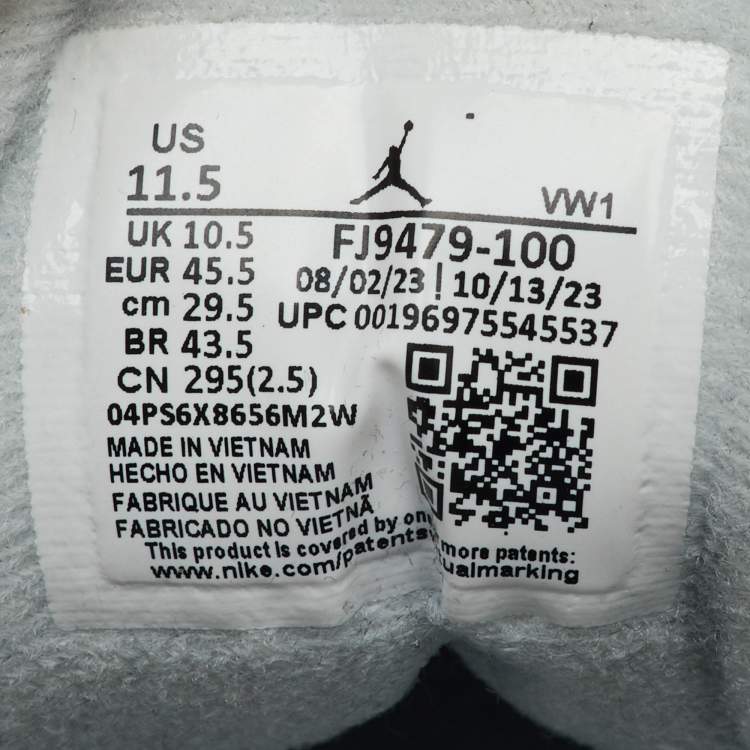 US
11.5
VW1
UK 10.5
EUR 45.5
cm 29.5
BR 43.5
CN 295(2.5)
04PS6X8656M2W
FJ9479-100
08/02/23 | 10/13/23
UPC 00196975545537
MADE IN VIETNAM
HECHO EN VIETNAM
FABRIQUE AU VIETNAM
FABRICADO NO VIETNÃ
This product is covered by one more patents:
www.nike.com/patents ualmarking